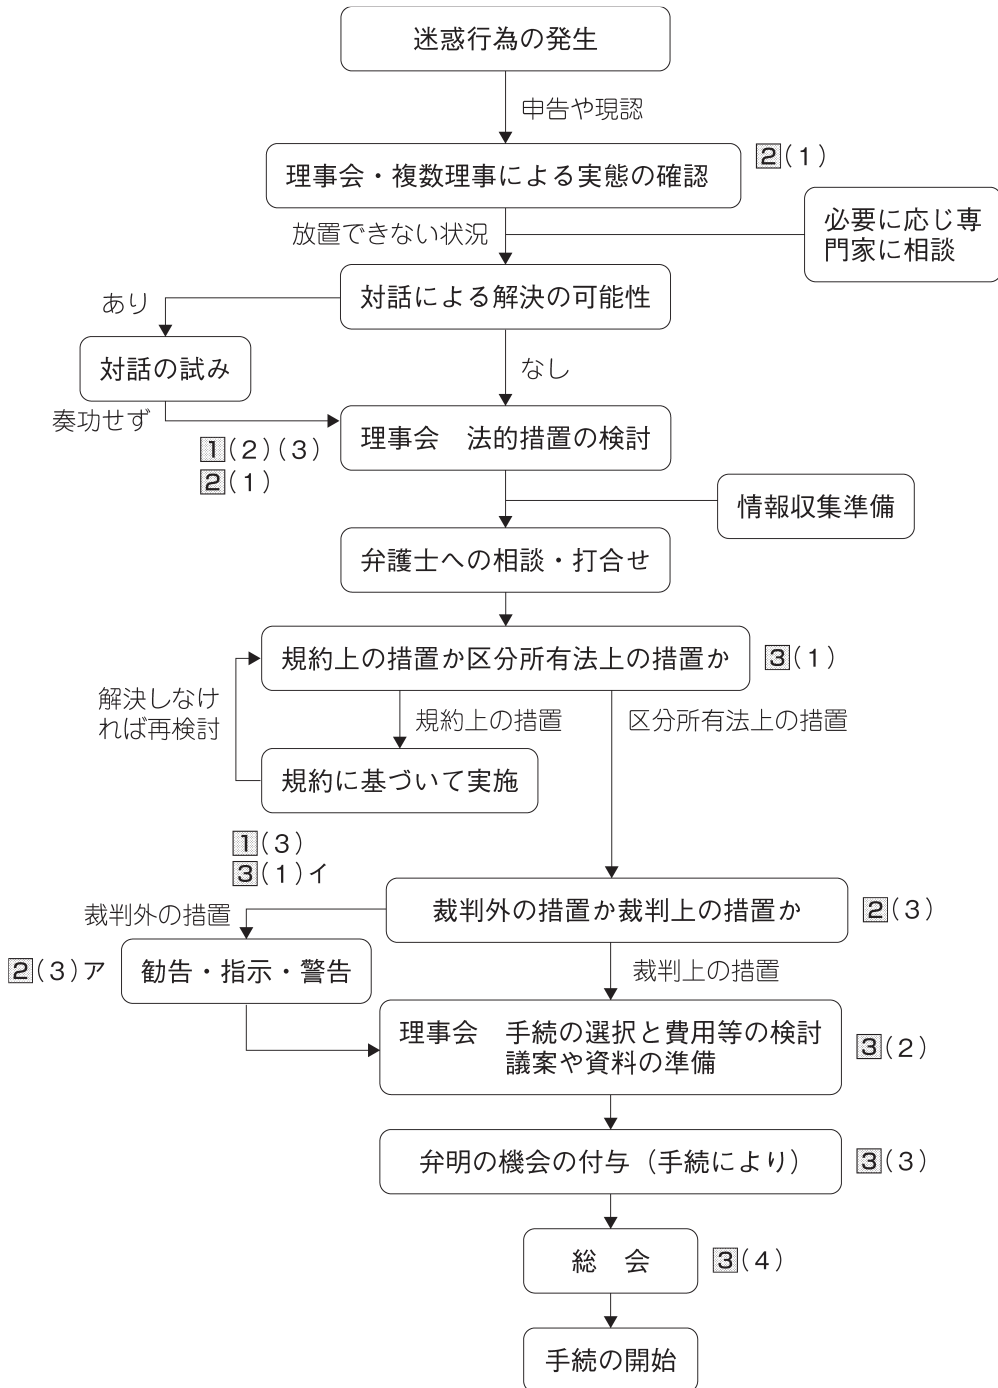 迷惑行為の発生
申告や現認
理事会・複数理事による実態の確認
2(1)
放置できない状況
必要に応じ専
門家に相談
対話による解決の可能性
あり
対話の試み
なし
奏功せず
理事会 法的措置の検討
1(2)(3)
2(1)
情報収集準備
弁護士への相談・打合せ
規約上の措置か区分所有法上の措置か
3(1)
解決しなけ
れば再検討
規約上の措置
区分所有法上の措置
規約に基づいて実施
1(3)
3(1)イ
裁判外の措置か裁判上の措置か
2(3)
裁判外の措置
2(3)ア
勧告・指示・警告
裁判上の措置
理事会 手続の選択と費用等の検討
議案や資料の準備
3(2)
弁明の機会の付与（手続により）
3(3)
総 会
3(4)
手続の開始